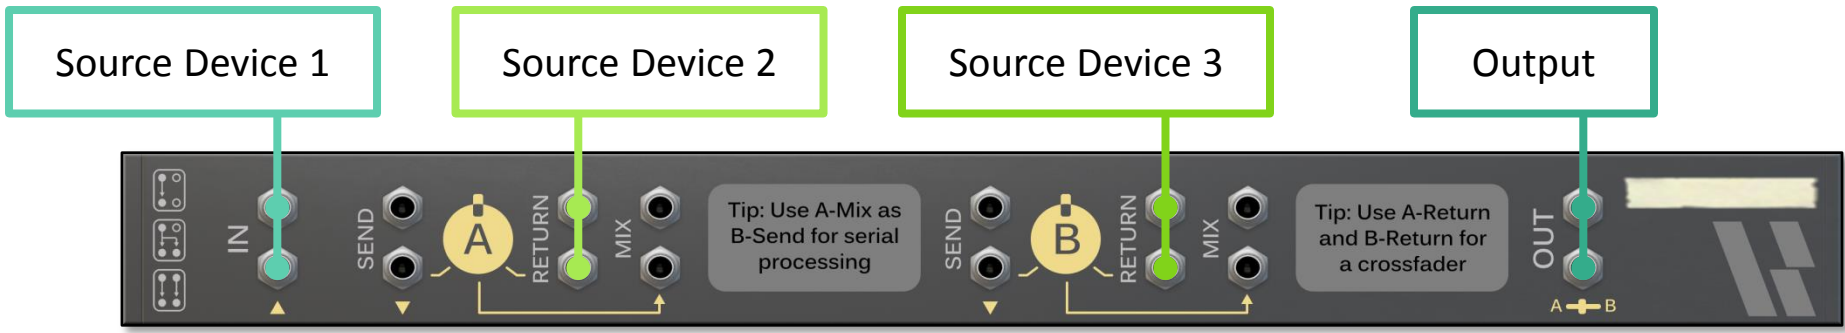 Source Device 1
Source Device 2
Source Device 3
Output
IN
SEND
A
RETURN
MIX
Tip: Use A-Mix as
B-Send for serial
processing
SEND
B
RETURN
MIX
Tip: Use A-Return
and B-Return for
a crossfader
OUT
A B